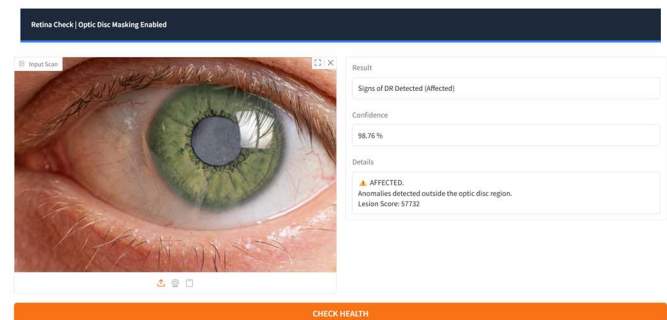 Retina Check | Optic Disc Masking Enabled
Input Scan
Result
Signs of DR Detected (Affected)
Confidence
98.76 %
Details
⚠️ AFFECTED.
Anomalies detected outside the optic disc region.
Lesion Score: 57732
CHECK HEALTH